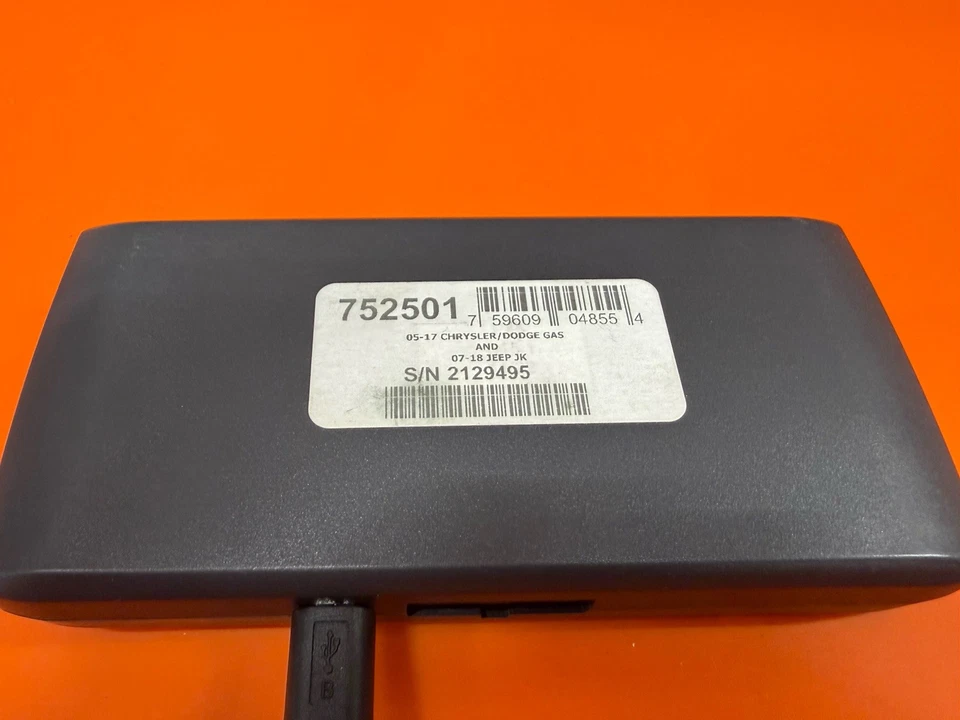 752501
7 59609 04855 4
05-17 CHRYSLER/DODGE GAS
AND
07-18 JEEP JK
S/N 2129495
B